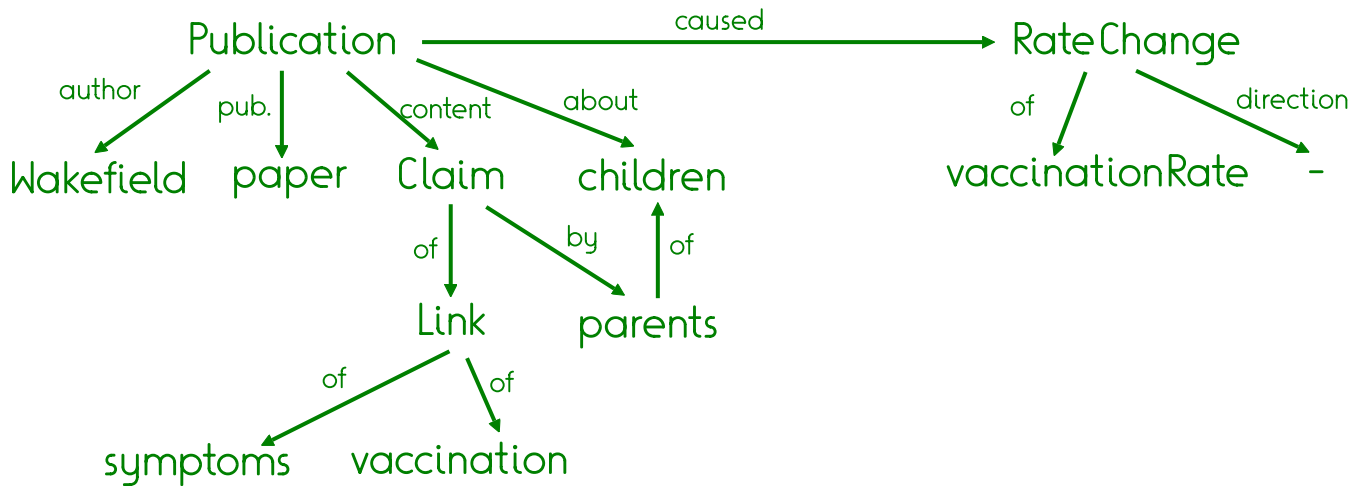 caused
Publication RateChange
author pub. content about of direction
Wakefield paper Claim children vaccinationRate -
of by of
Link parents
of of
symptoms vaccination